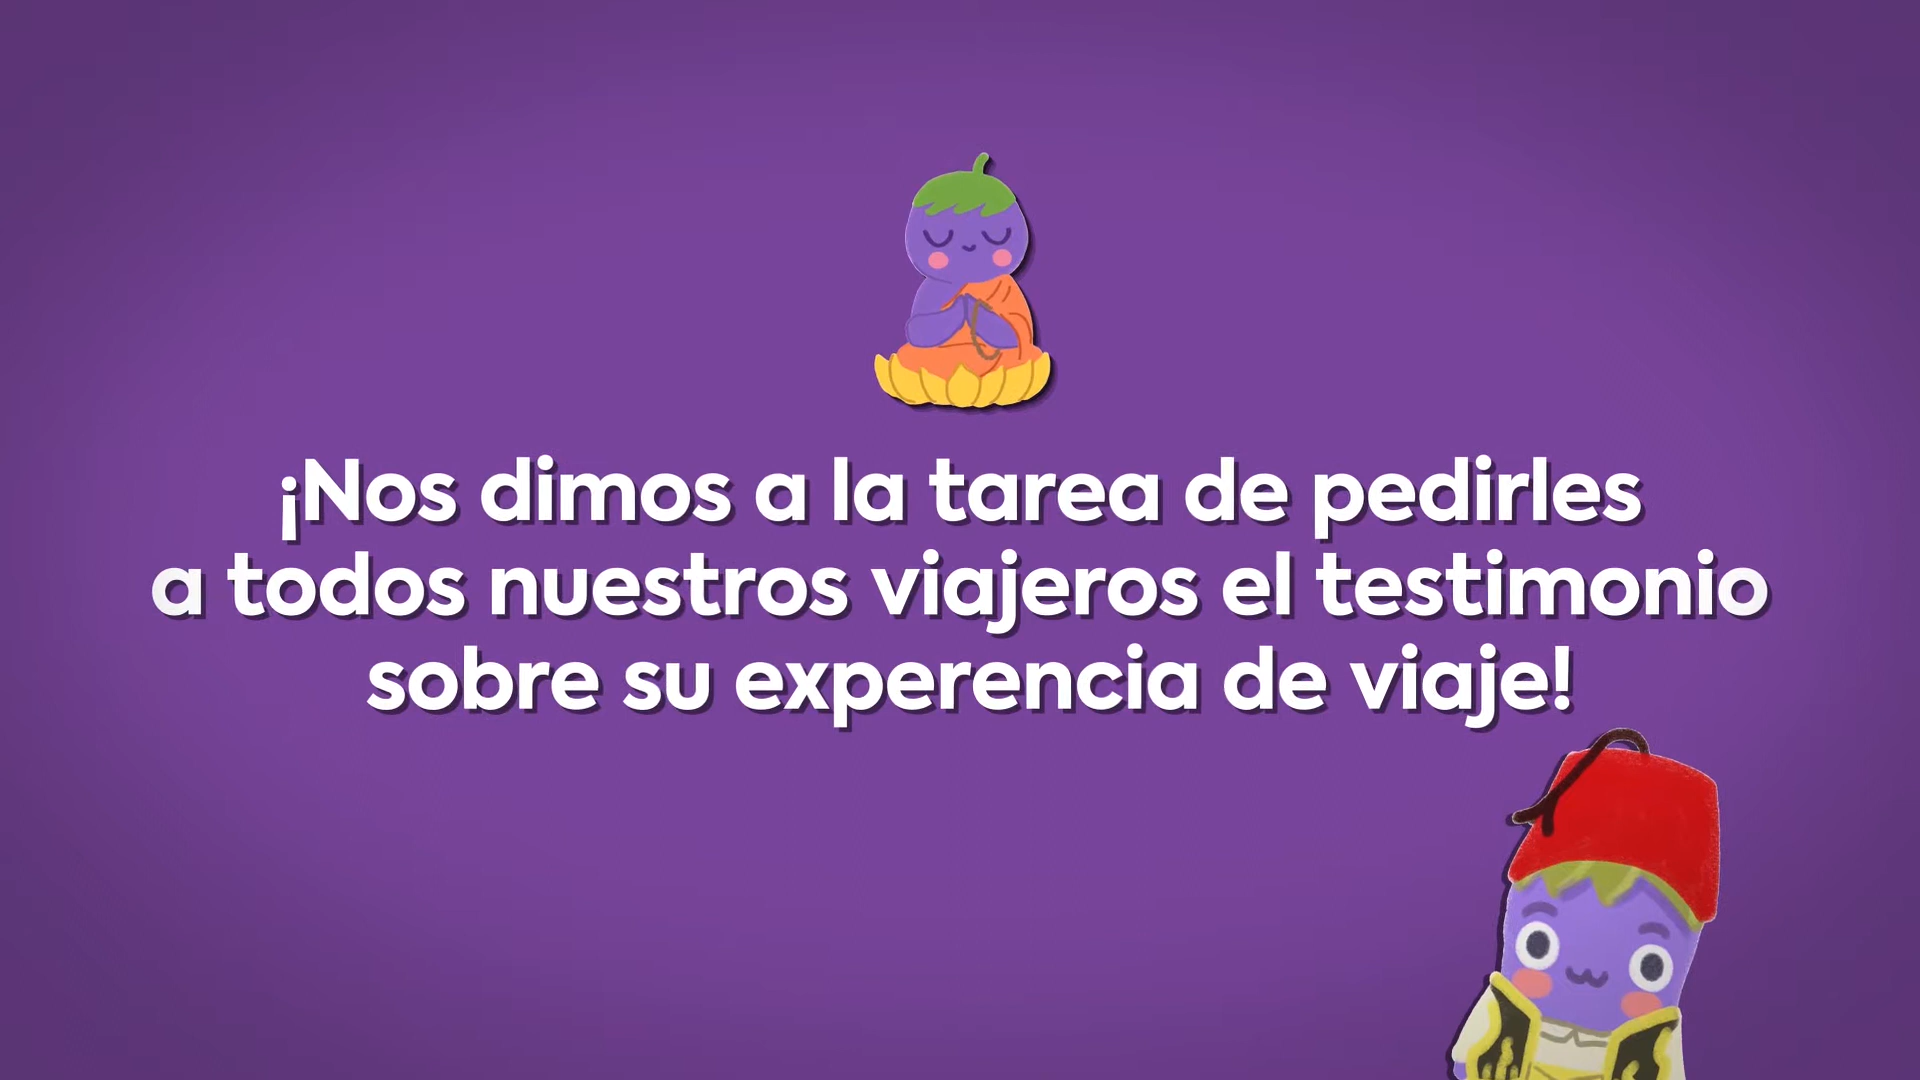 ¡Nos dimos a la tarea de pedirles
a todos nuestros viajeros el testimonio
sobre su experencia de viaje!